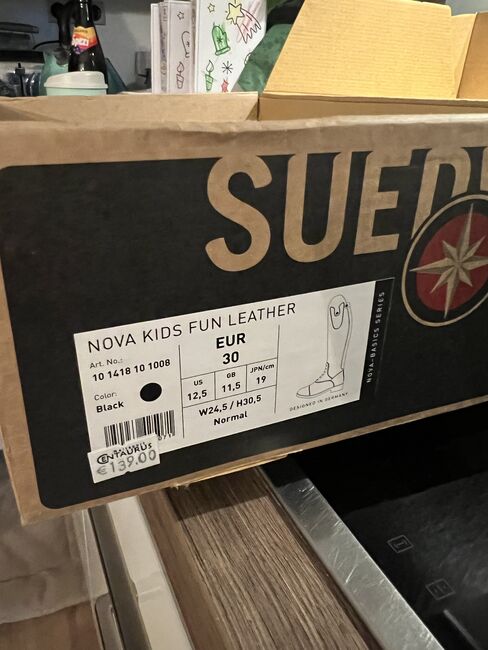 SUED
NOVA KIDS FUN LEATHER
Art. No.:
10 1418 10 1008
Color:
Black
EUR
30
US GB JPN/cm
12,5 11,5 19
W24,5 / H30,5
Normal
DESIGNED IN GERMANY
NOVA-BASICS SERIES
CENTAURUS
€139.00